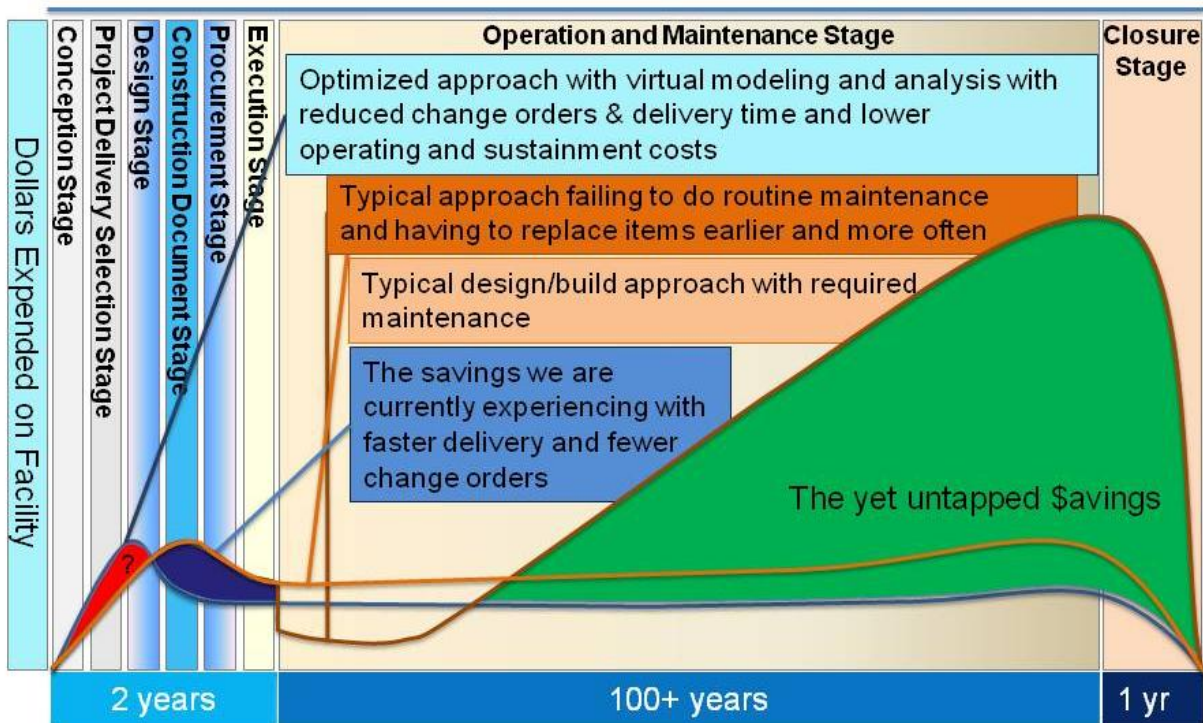 Dollars Expended on Facility
Conception Stage
Project Delivery Selection Stage
Design Stage
Construction Document Stage
Procurement Stage
Execution Stage
Operation and Maintenance Stage
Closure
Stage
Optimized approach with virtual modeling and analysis with
reduced change orders & delivery time and lower
operating and sustainment costs
Typical approach failing to do routine maintenance
and having to replace items earlier and more often
Typical design/build approach with required
maintenance
The savings we are
currently experiencing with
faster delivery and fewer
change orders
The yet untapped $avings
?
2 years
100+ years
1 yr